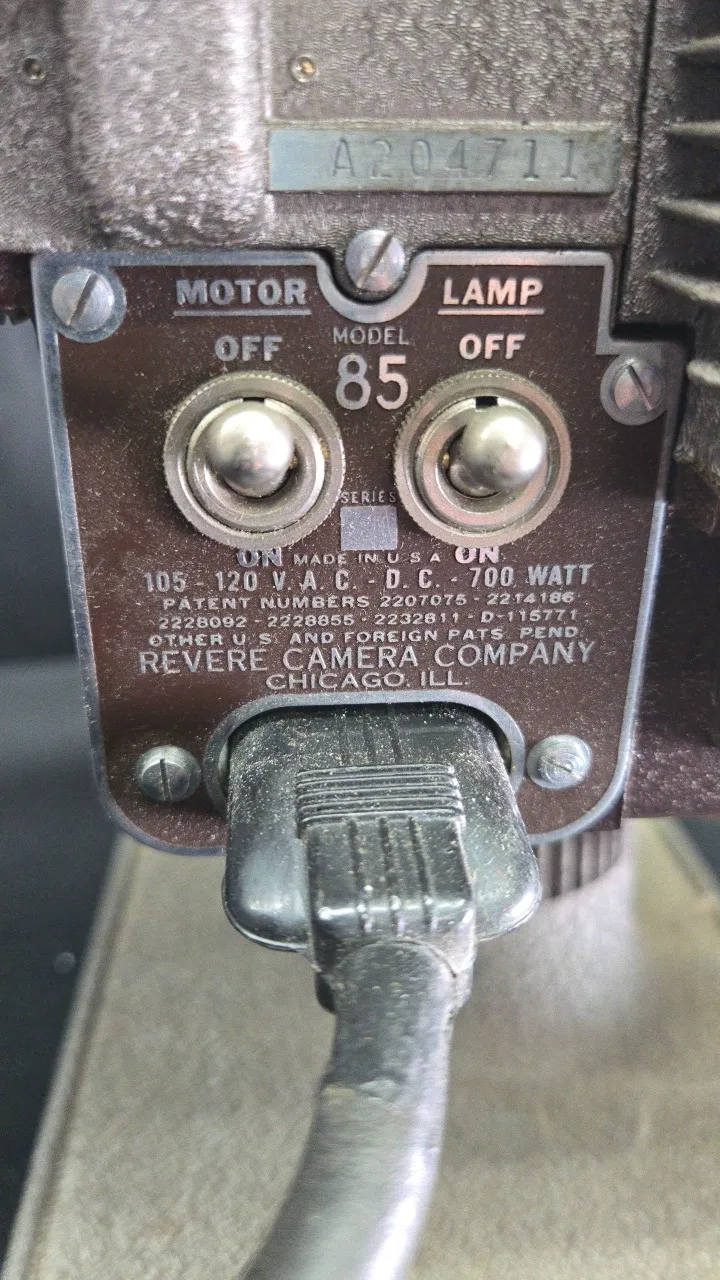 A204711
MOTOR LAMP
OFF MODEL OFF
85
SERIES
ON MADE IN U S A ON
105 - 120 V. A. C. - D. C. - 700 WATT
PATENT NUMBERS 2207075 - 2214186
2228092 - 2228855 - 2232811 - D-115771
OTHER U.S. AND FOREIGN PATS. PEND.
REVERE CAMERA COMPANY
CHICAGO, ILL.